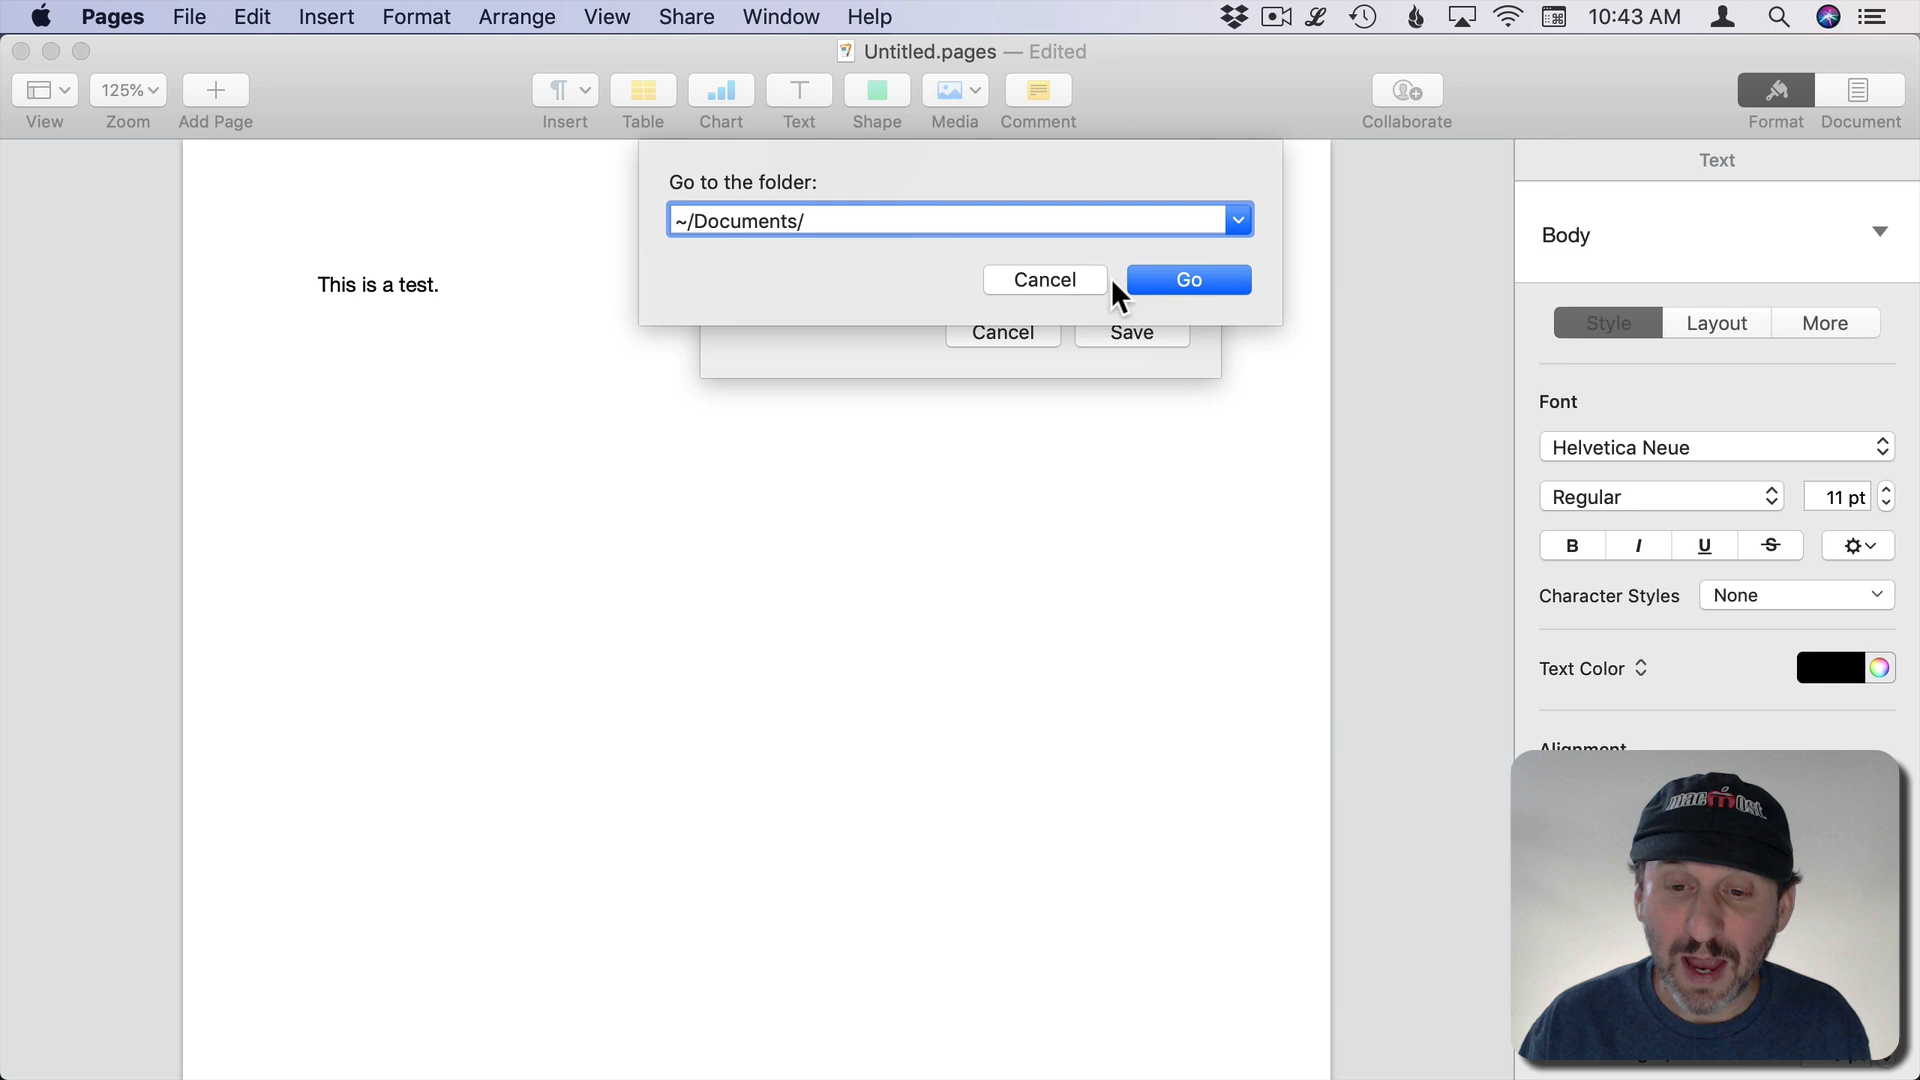 Pages File Edit Insert Format Arrange View Share Window Help 10:43 AM
Untitled.pages — Edited
125%
View Zoom Add Page Insert Table Chart Text Shape Media Comment Collaborate Format Document
Go to the folder:
~/Documents/
Cancel Go
Cancel Save
This is a test.
Text
Body
Style Layout More
Font
Helvetica Neue
Regular 11 pt
B I U S
Character Styles None
Text Color
Alignment
macmost